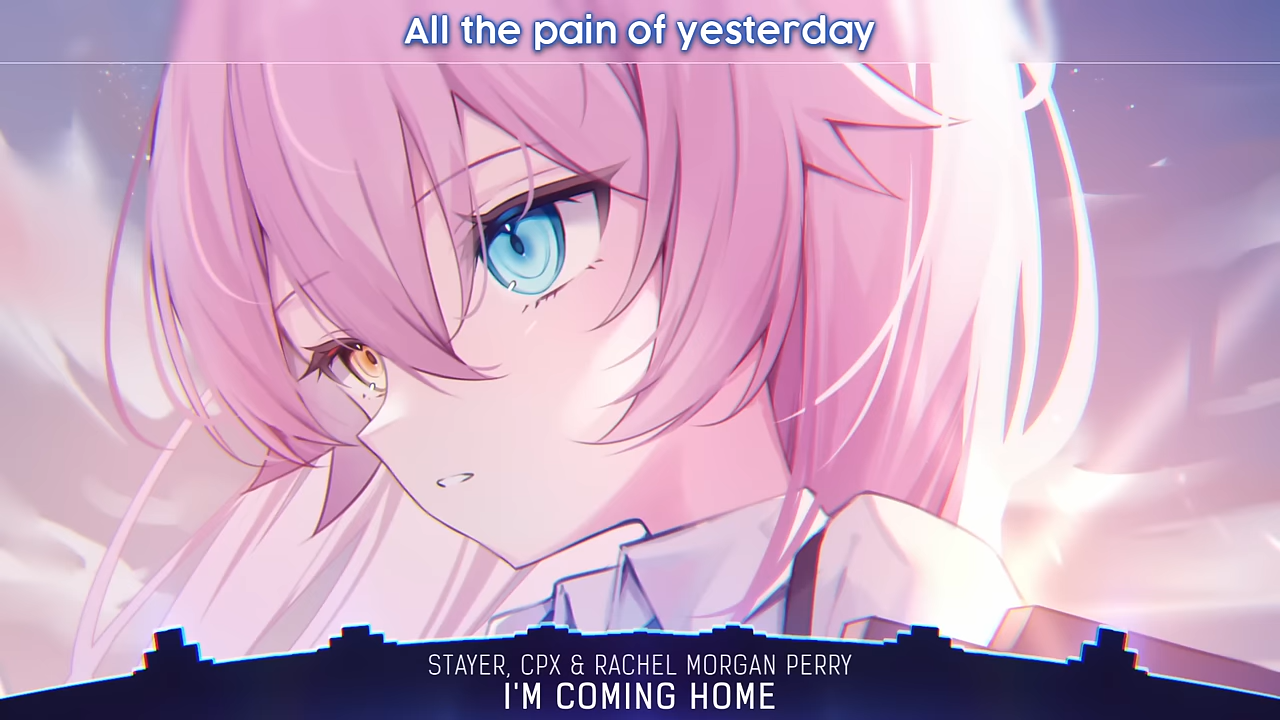 All the pain of yesterday
STAYER, CPX & RACHEL MORGAN PERRY
I'M COMING HOME